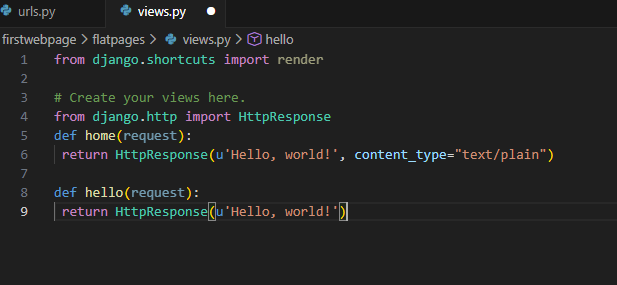 urls.py views.py
firstwebpage > flatpages > views.py > hello
1 from django.shortcuts import render
2
3 # Create your views here.
4 from django.http import HttpResponse
5 def home(request):
6  return HttpResponse(u'Hello, world!', content_type="text/plain")
7
8 def hello(request):
9  return HttpResponse(u'Hello, world!')